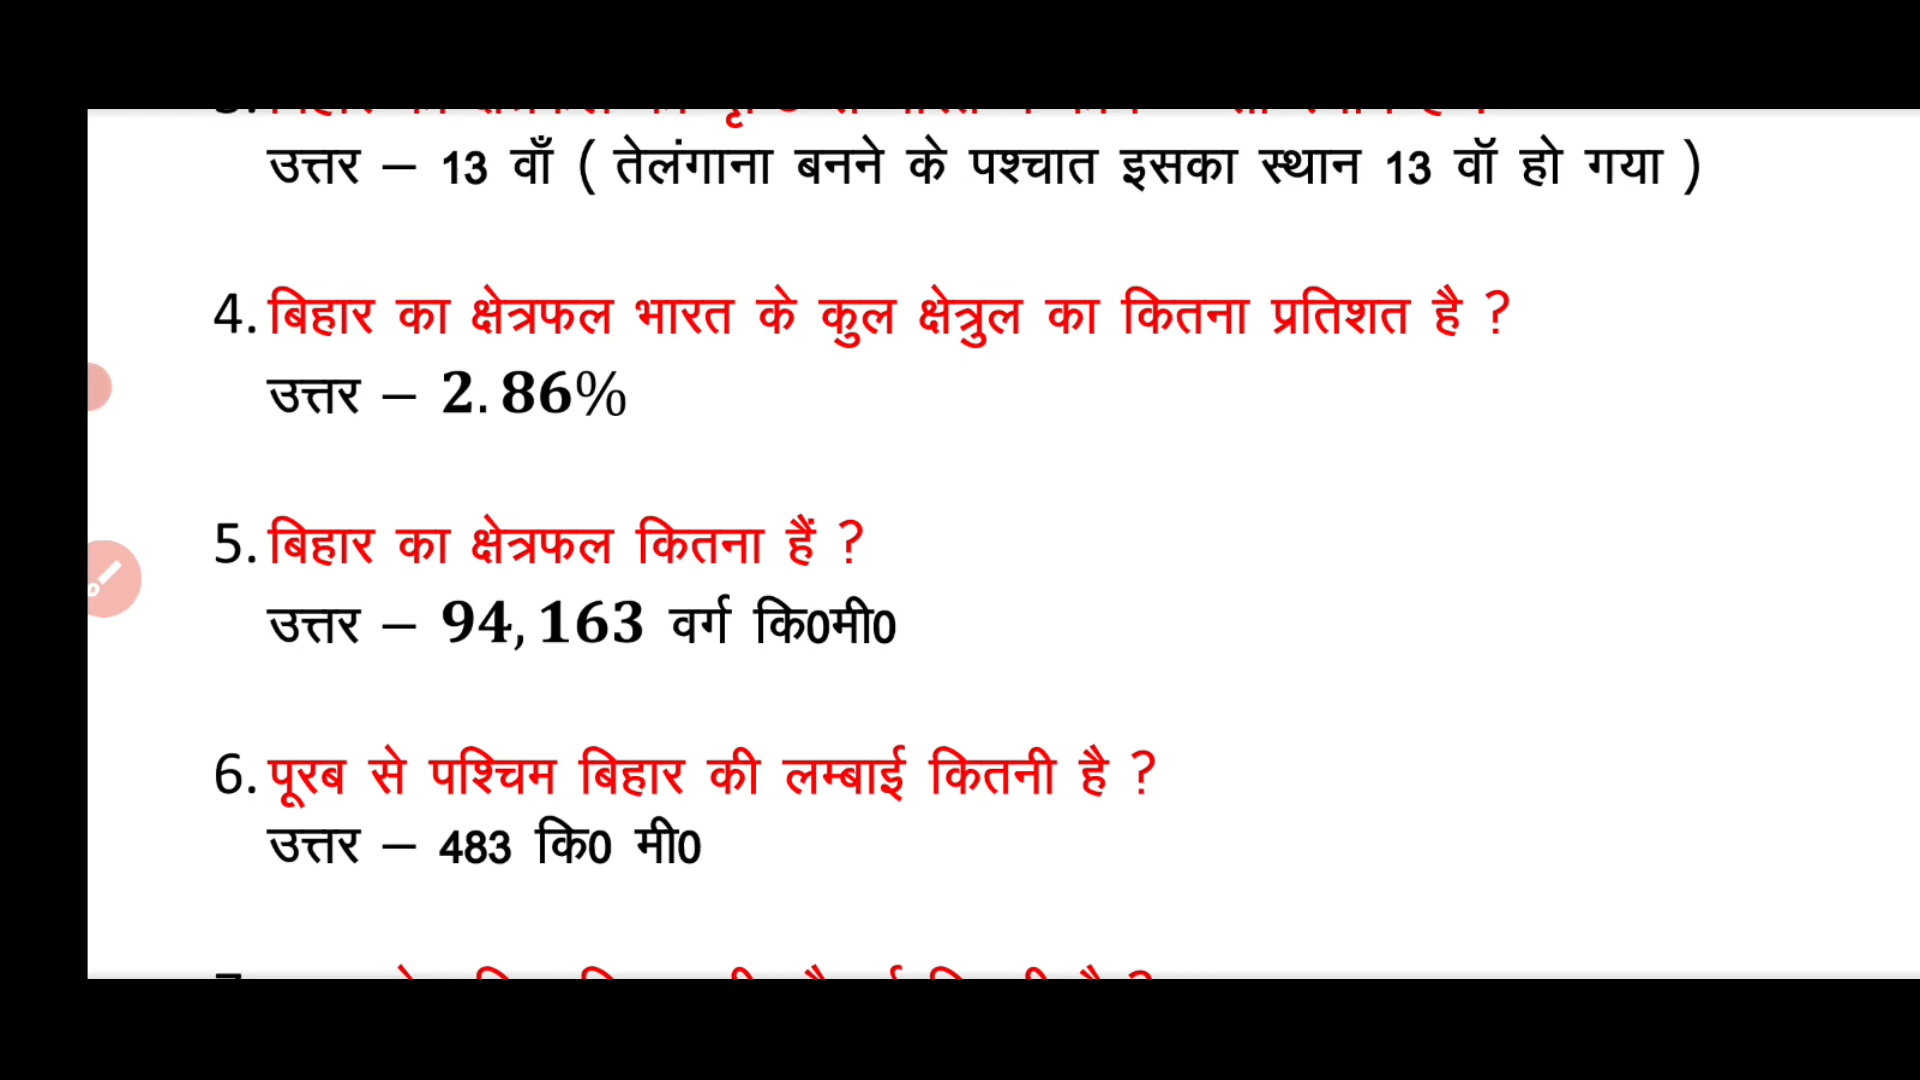 उत्तर – 13 वाँ ( तेलंगाना बनने के पश्चात इसका स्थान 13 वॉ हो गया )
4. बिहार का क्षेत्रफल भारत के कुल क्षेत्रुल का कितना प्रतिशत है ?
उत्तर – 2.86%
5. बिहार का क्षेत्रफल कितना हैं ?
उत्तर – 94,163 वर्ग कि0मी0
6. पूरब से पश्चिम बिहार की लम्बाई कितनी है ?
उत्तर – 483 कि0 मी0